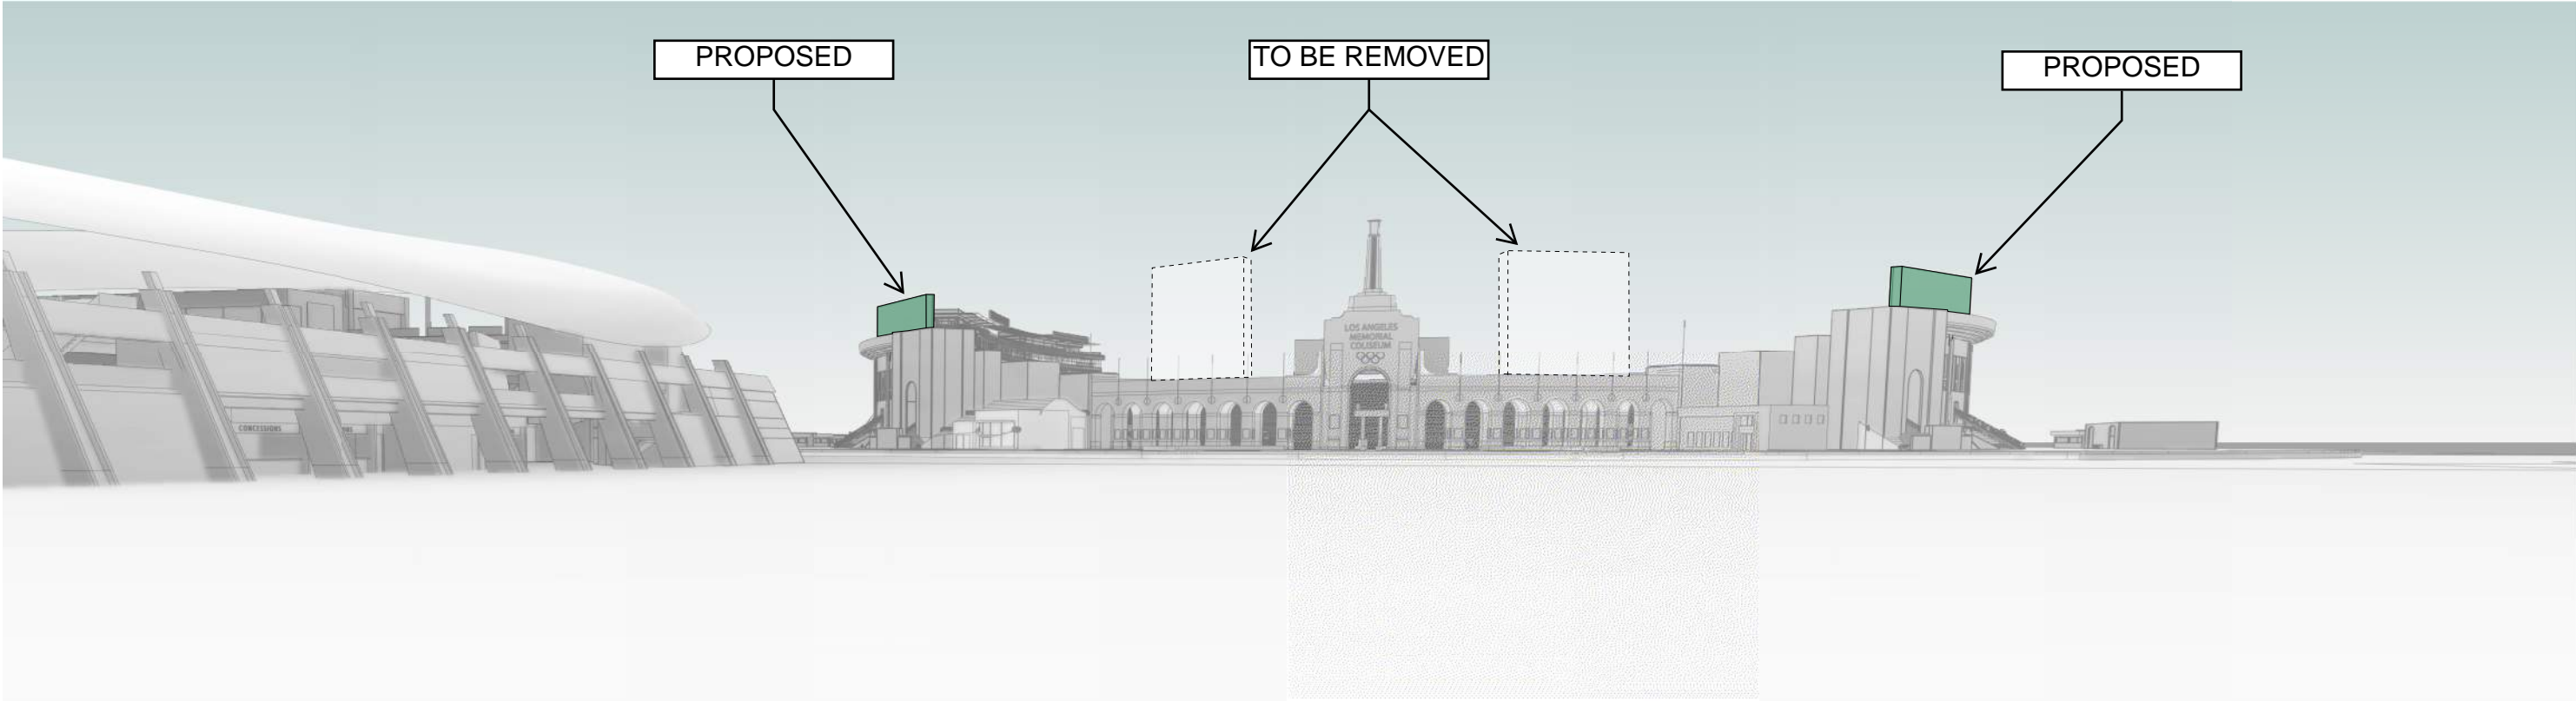 PROPOSED
TO BE REMOVED
PROPOSED
LOS ANGELES
MEMORIAL
COLISEUM
CONCESSIONS